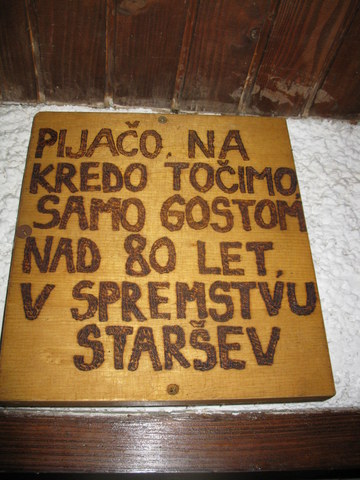 PIJAČO, NA
KREDO TOČIMO,
SAMO GOSTOM
NAD 80 LET,
V SPREMSTVU
STARŠEV